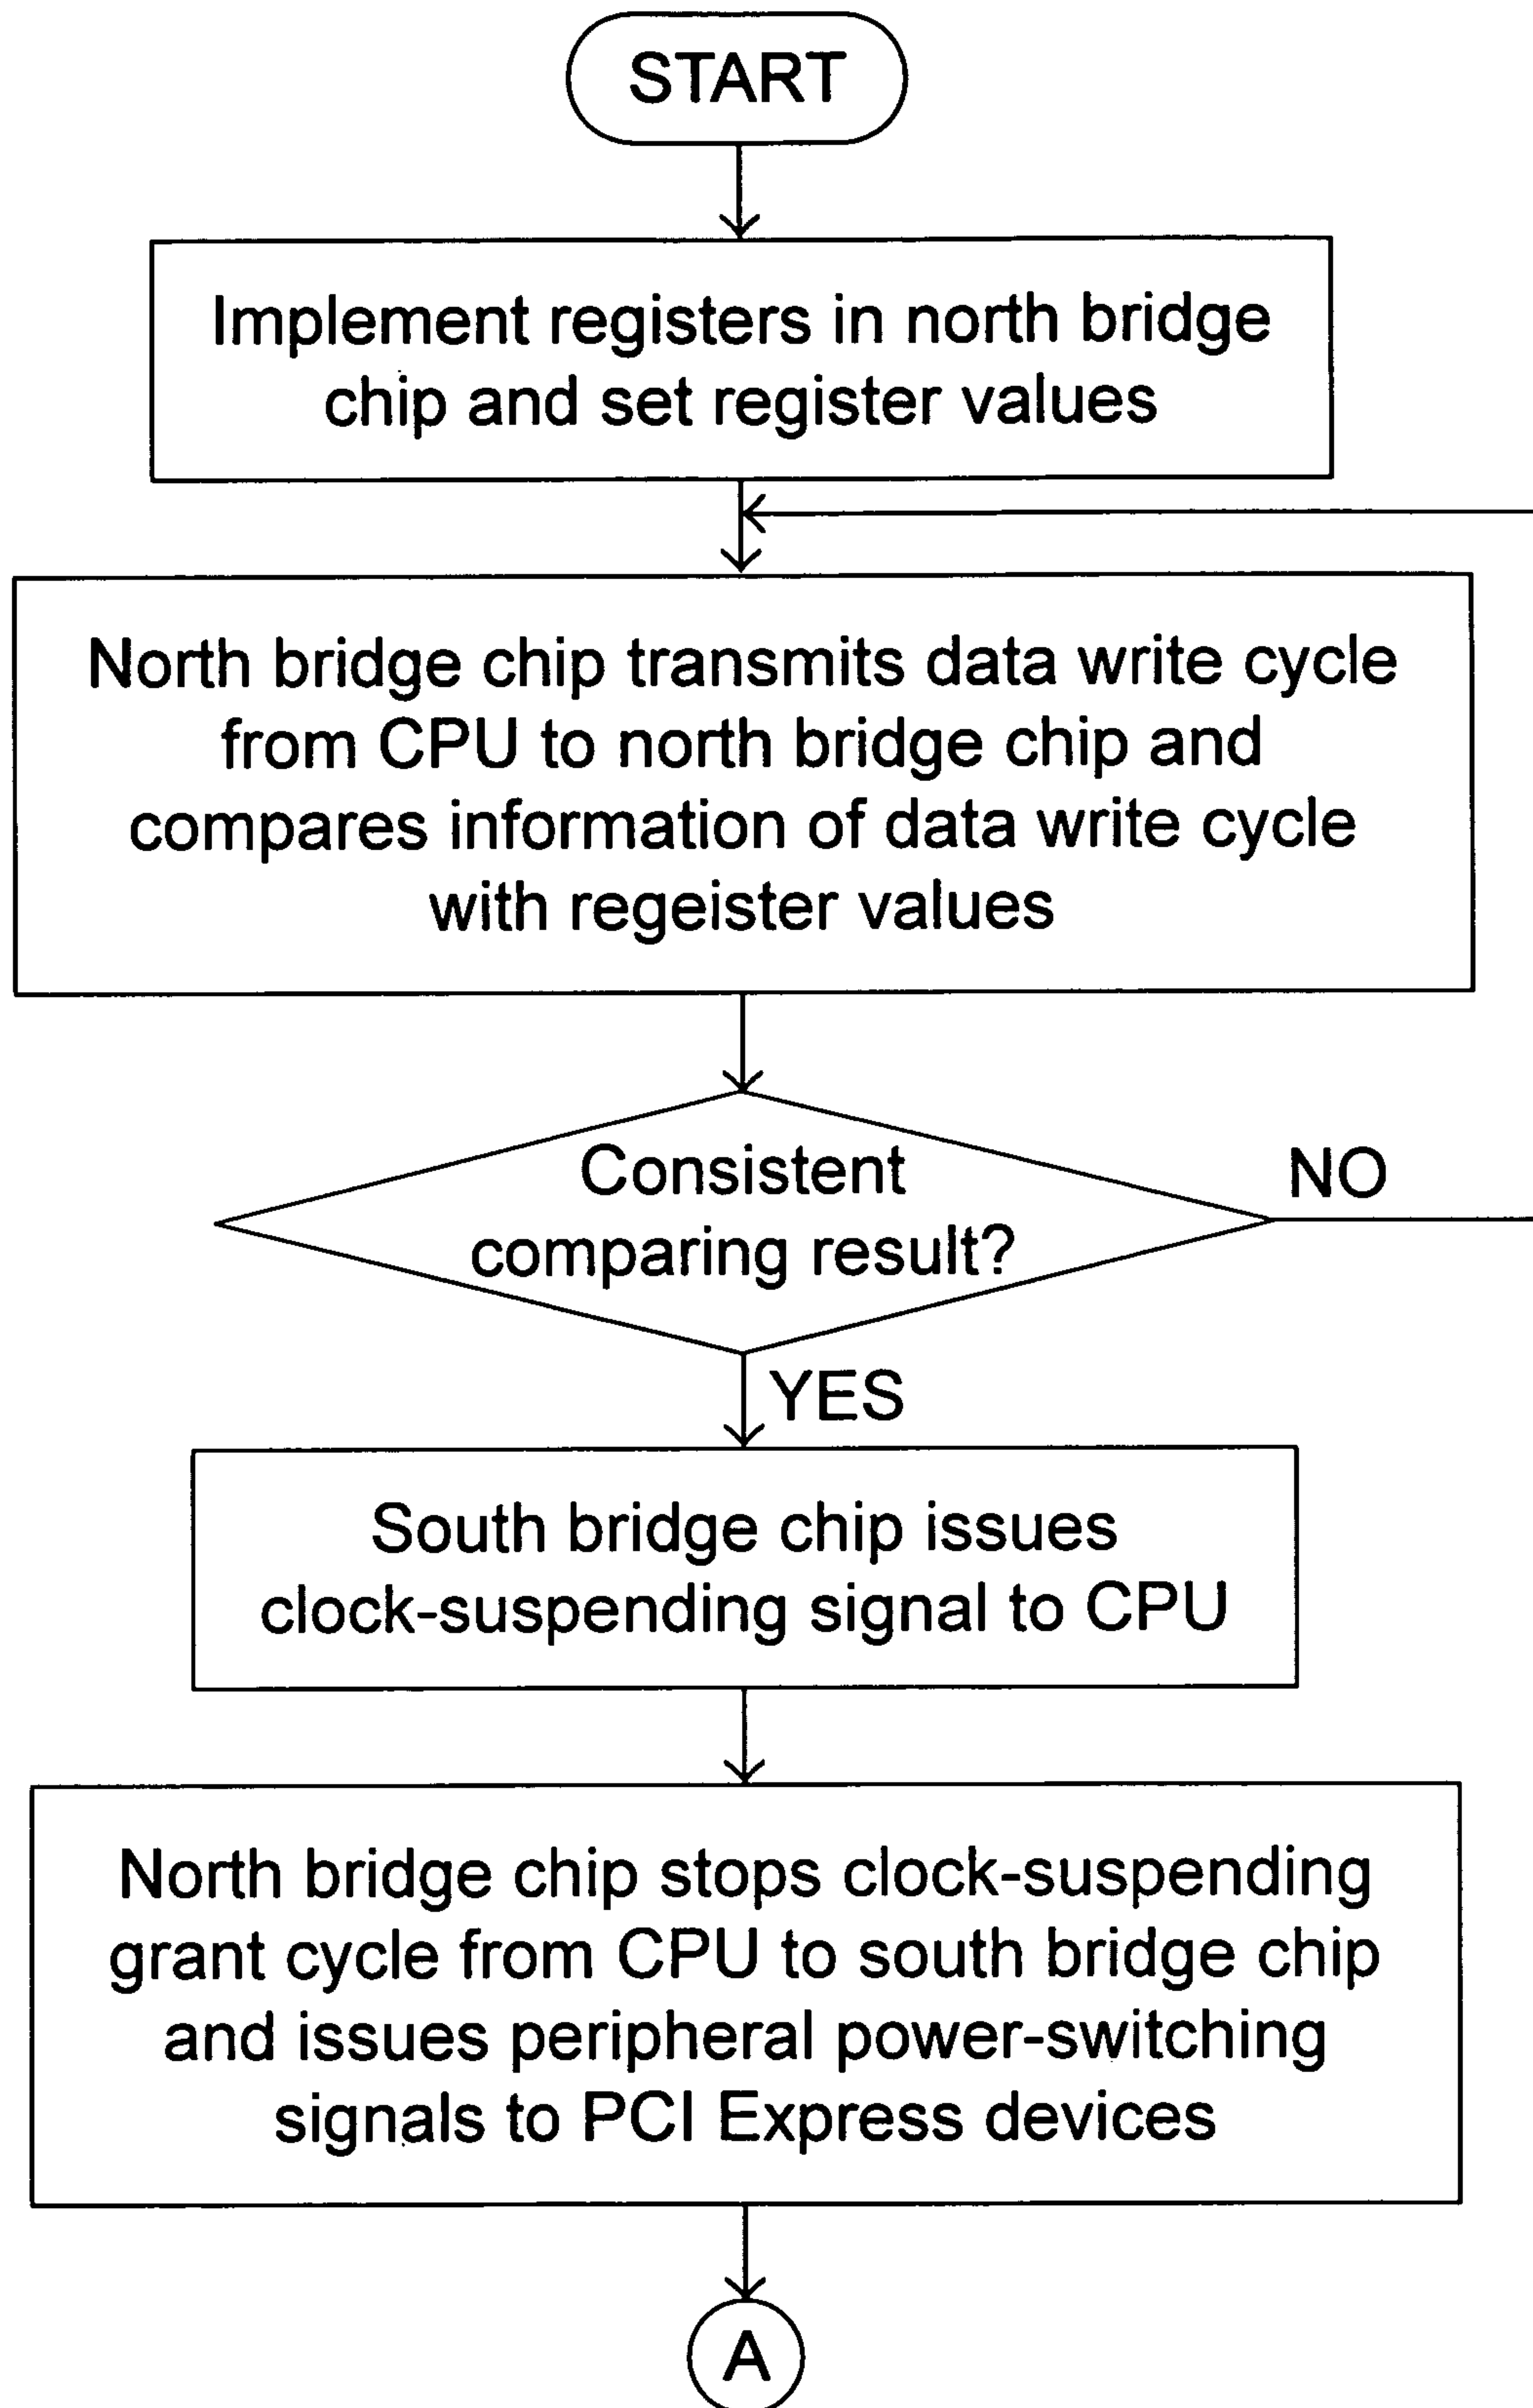 START
Implement registers in north bridge
chip and set register values
North bridge chip transmits data write cycle
from CPU to north bridge chip and
compares information of data write cycle
with regeister values
Consistent
comparing result?
NO
YES
South bridge chip issues
clock-suspending signal to CPU
North bridge chip stops clock-suspending
grant cycle from CPU to south bridge chip
and issues peripheral power-switching
signals to PCI Express devices
A